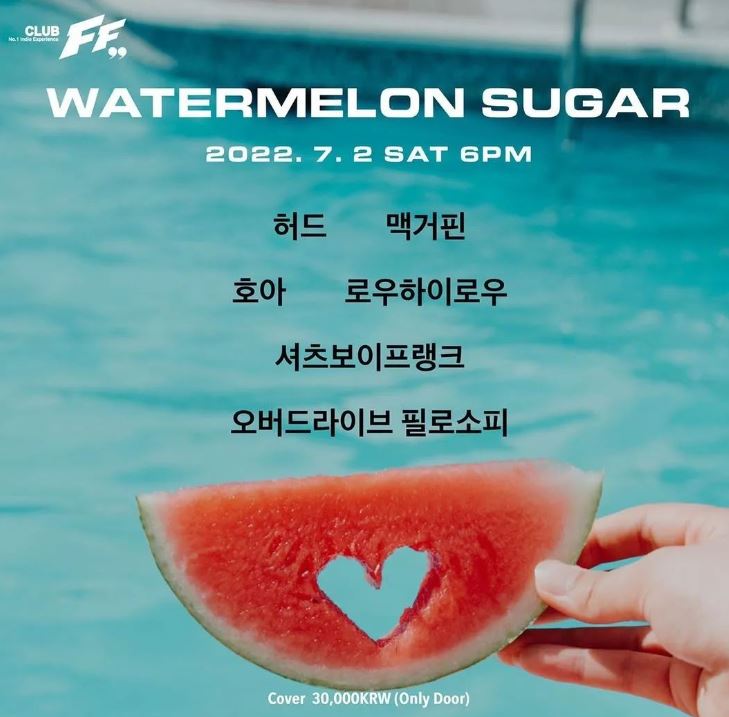 CLUB
No.1 Indie Experience
FF99
WATERMELON SUGAR
2022. 7. 2 SAT 6PM
허드 맥거핀
호아 로우하이로우
셔츠보이프랭크
오버드라이브 필로소피
Cover 30,000KRW (Only Door)